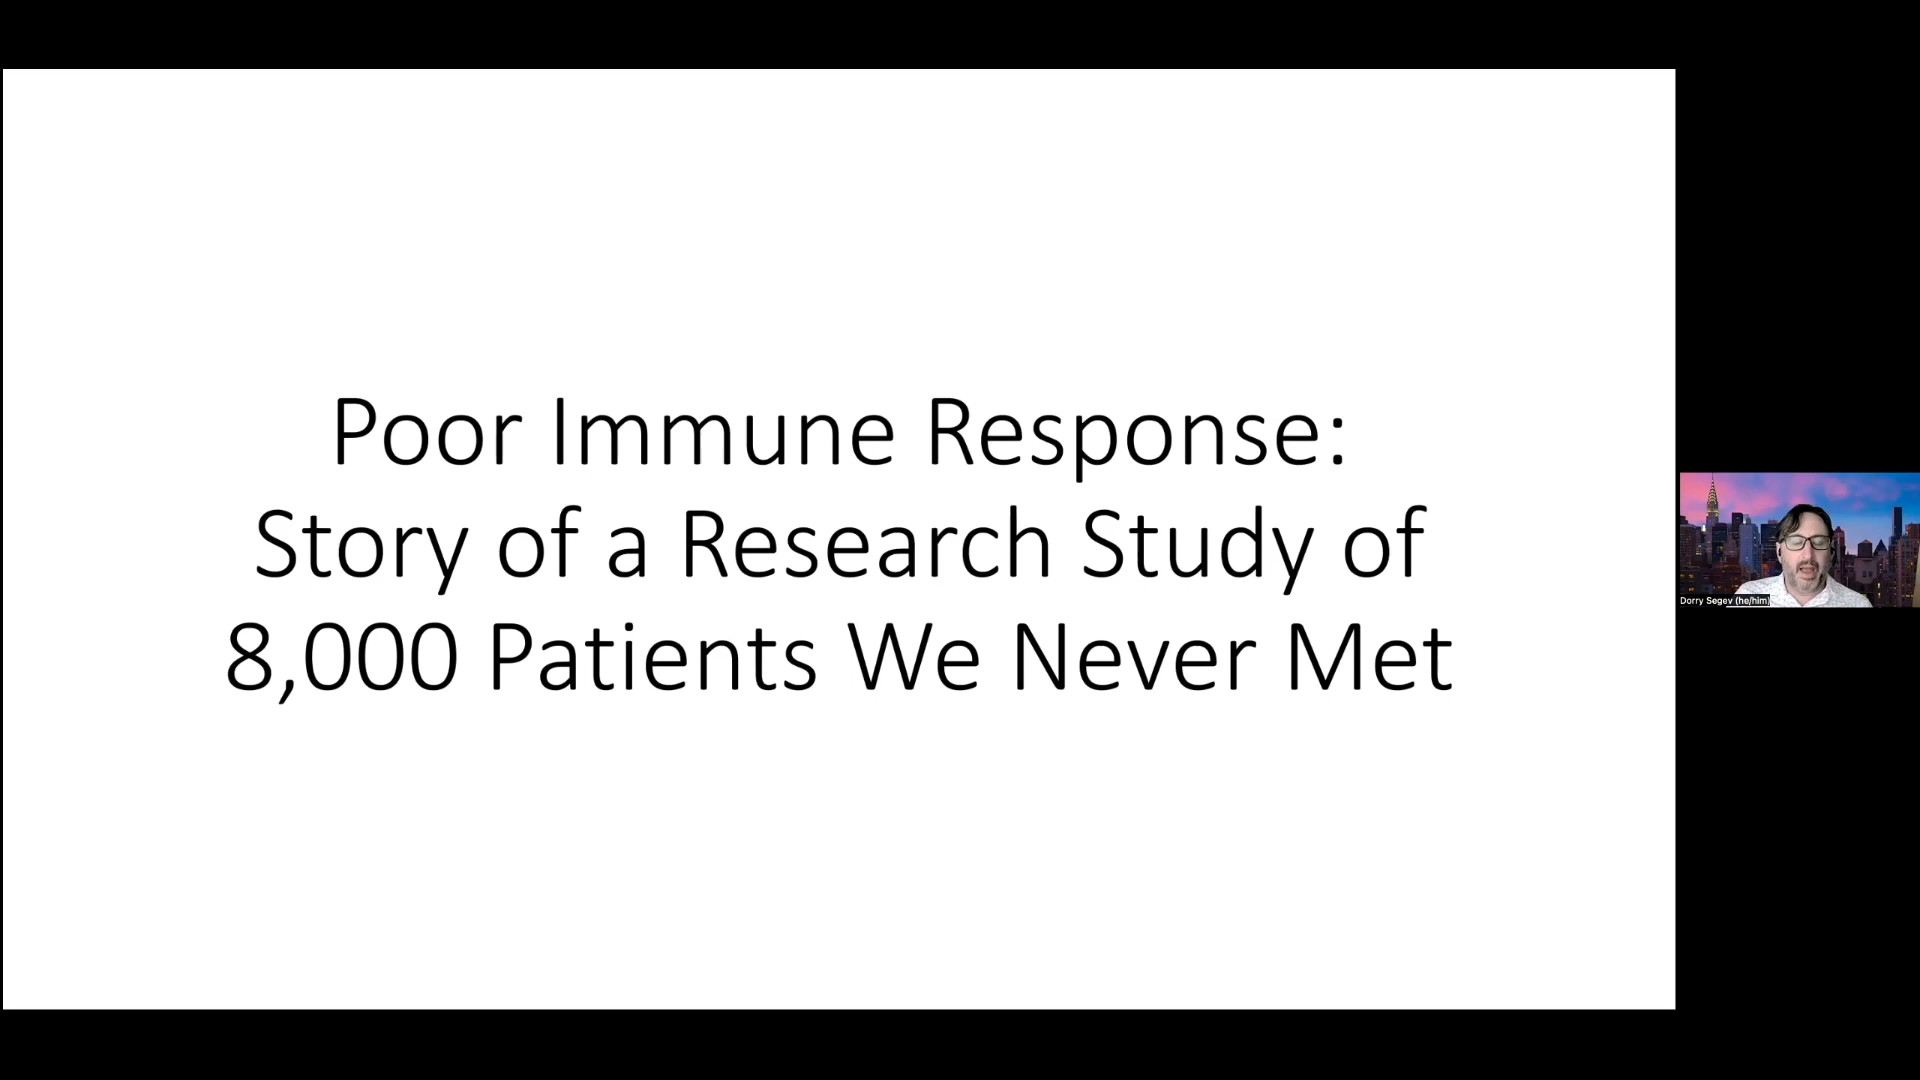 Poor Immune Response:
Story of a Research Study of
8,000 Patients We Never Met
Dorry Segev (he/him)